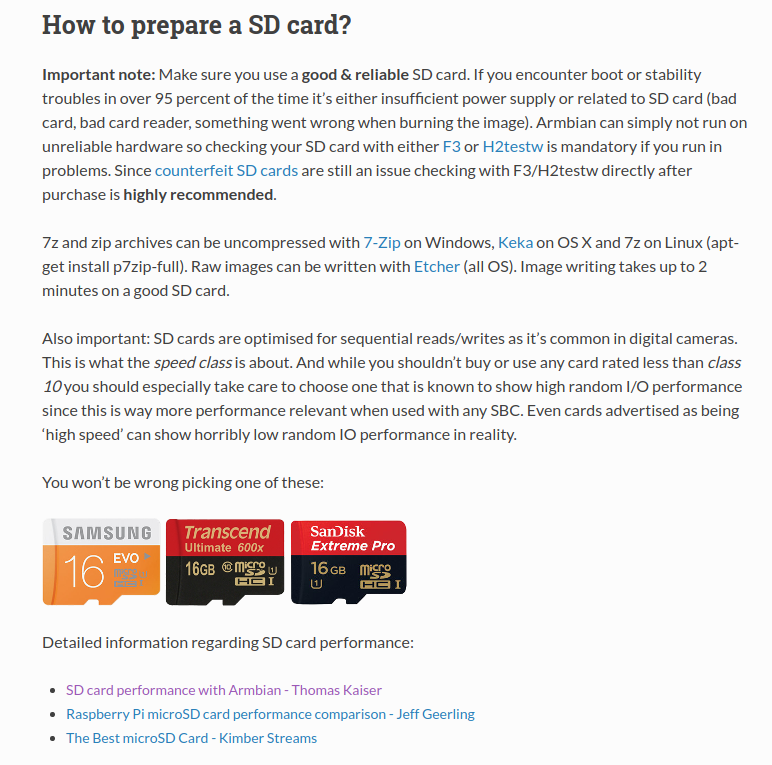 How to prepare a SD card?
Important note: Make sure you use a good & reliable SD card. If you encounter boot or stability
troubles in over 95 percent of the time it’s either insufficient power supply or related to SD card (bad
card, bad card reader, something went wrong when burning the image). Armbian can simply not run on
unreliable hardware so checking your SD card with either F3 or H2testw is mandatory if you run in
problems. Since counterfeit SD cards are still an issue checking with F3/H2testw directly after
purchase is highly recommended.
7z and zip archives can be uncompressed with 7-Zip on Windows, Keka on OS X and 7z on Linux (apt-
get install p7zip-full). Raw images can be written with Etcher (all OS). Image writing takes up to 2
minutes on a good SD card.
Also important: SD cards are optimised for sequential reads/writes as it’s common in digital cameras.
This is what the speed class is about. And while you shouldn’t buy or use any card rated less than class
10 you should especially take care to choose one that is known to show high random I/O performance
since this is way more performance relevant when used with any SBC. Even cards advertised as being
‘high speed’ can show horribly low random IO performance in reality.
You won’t be wrong picking one of these:
SAMSUNG
16 EVO
Transcend
Ultimate 600x
16GB 10 micro SD HC I U1
SanDisk
Extreme Pro
16 GB micro SD HC I
U1
Detailed information regarding SD card performance:
SD card performance with Armbian - Thomas Kaiser
Raspberry Pi microSD card performance comparison - Jeff Geerling
The Best microSD Card - Kimber Streams